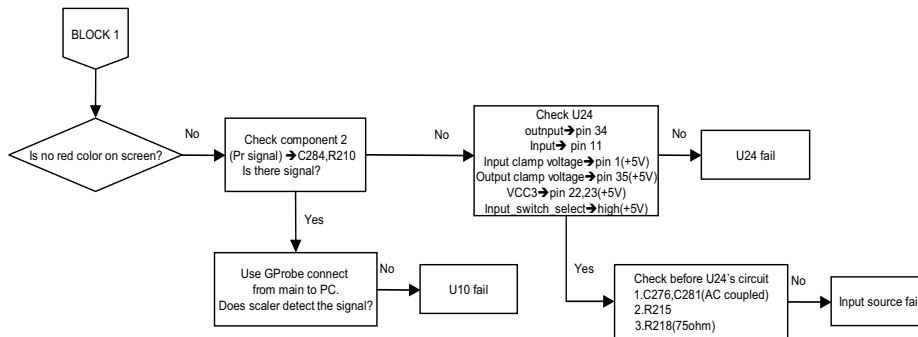 BLOCK 1
Is no red color on screen?
No
Check component 2
(Pr signal) ➔ C284,R210
Is there signal?
No
Check U24
outnput➔pin 34
Input➔ pin 11
Input clamp voltage➔pin 1(+5V)
Output clamp voltage➔pin 35(+5V)
VCC3➔pin 22,23(+5V)
Input_switch_select➔high(+5V)
No
U24 fail
Yes
Use GProbe connect
from main to PC.
Does scaler detect the signal?
No
U10 fail
Yes
Check before U24's circuit
1.C276,C281(AC coupled)
2.R215
3.R218(75ohm)
No
Input source fail